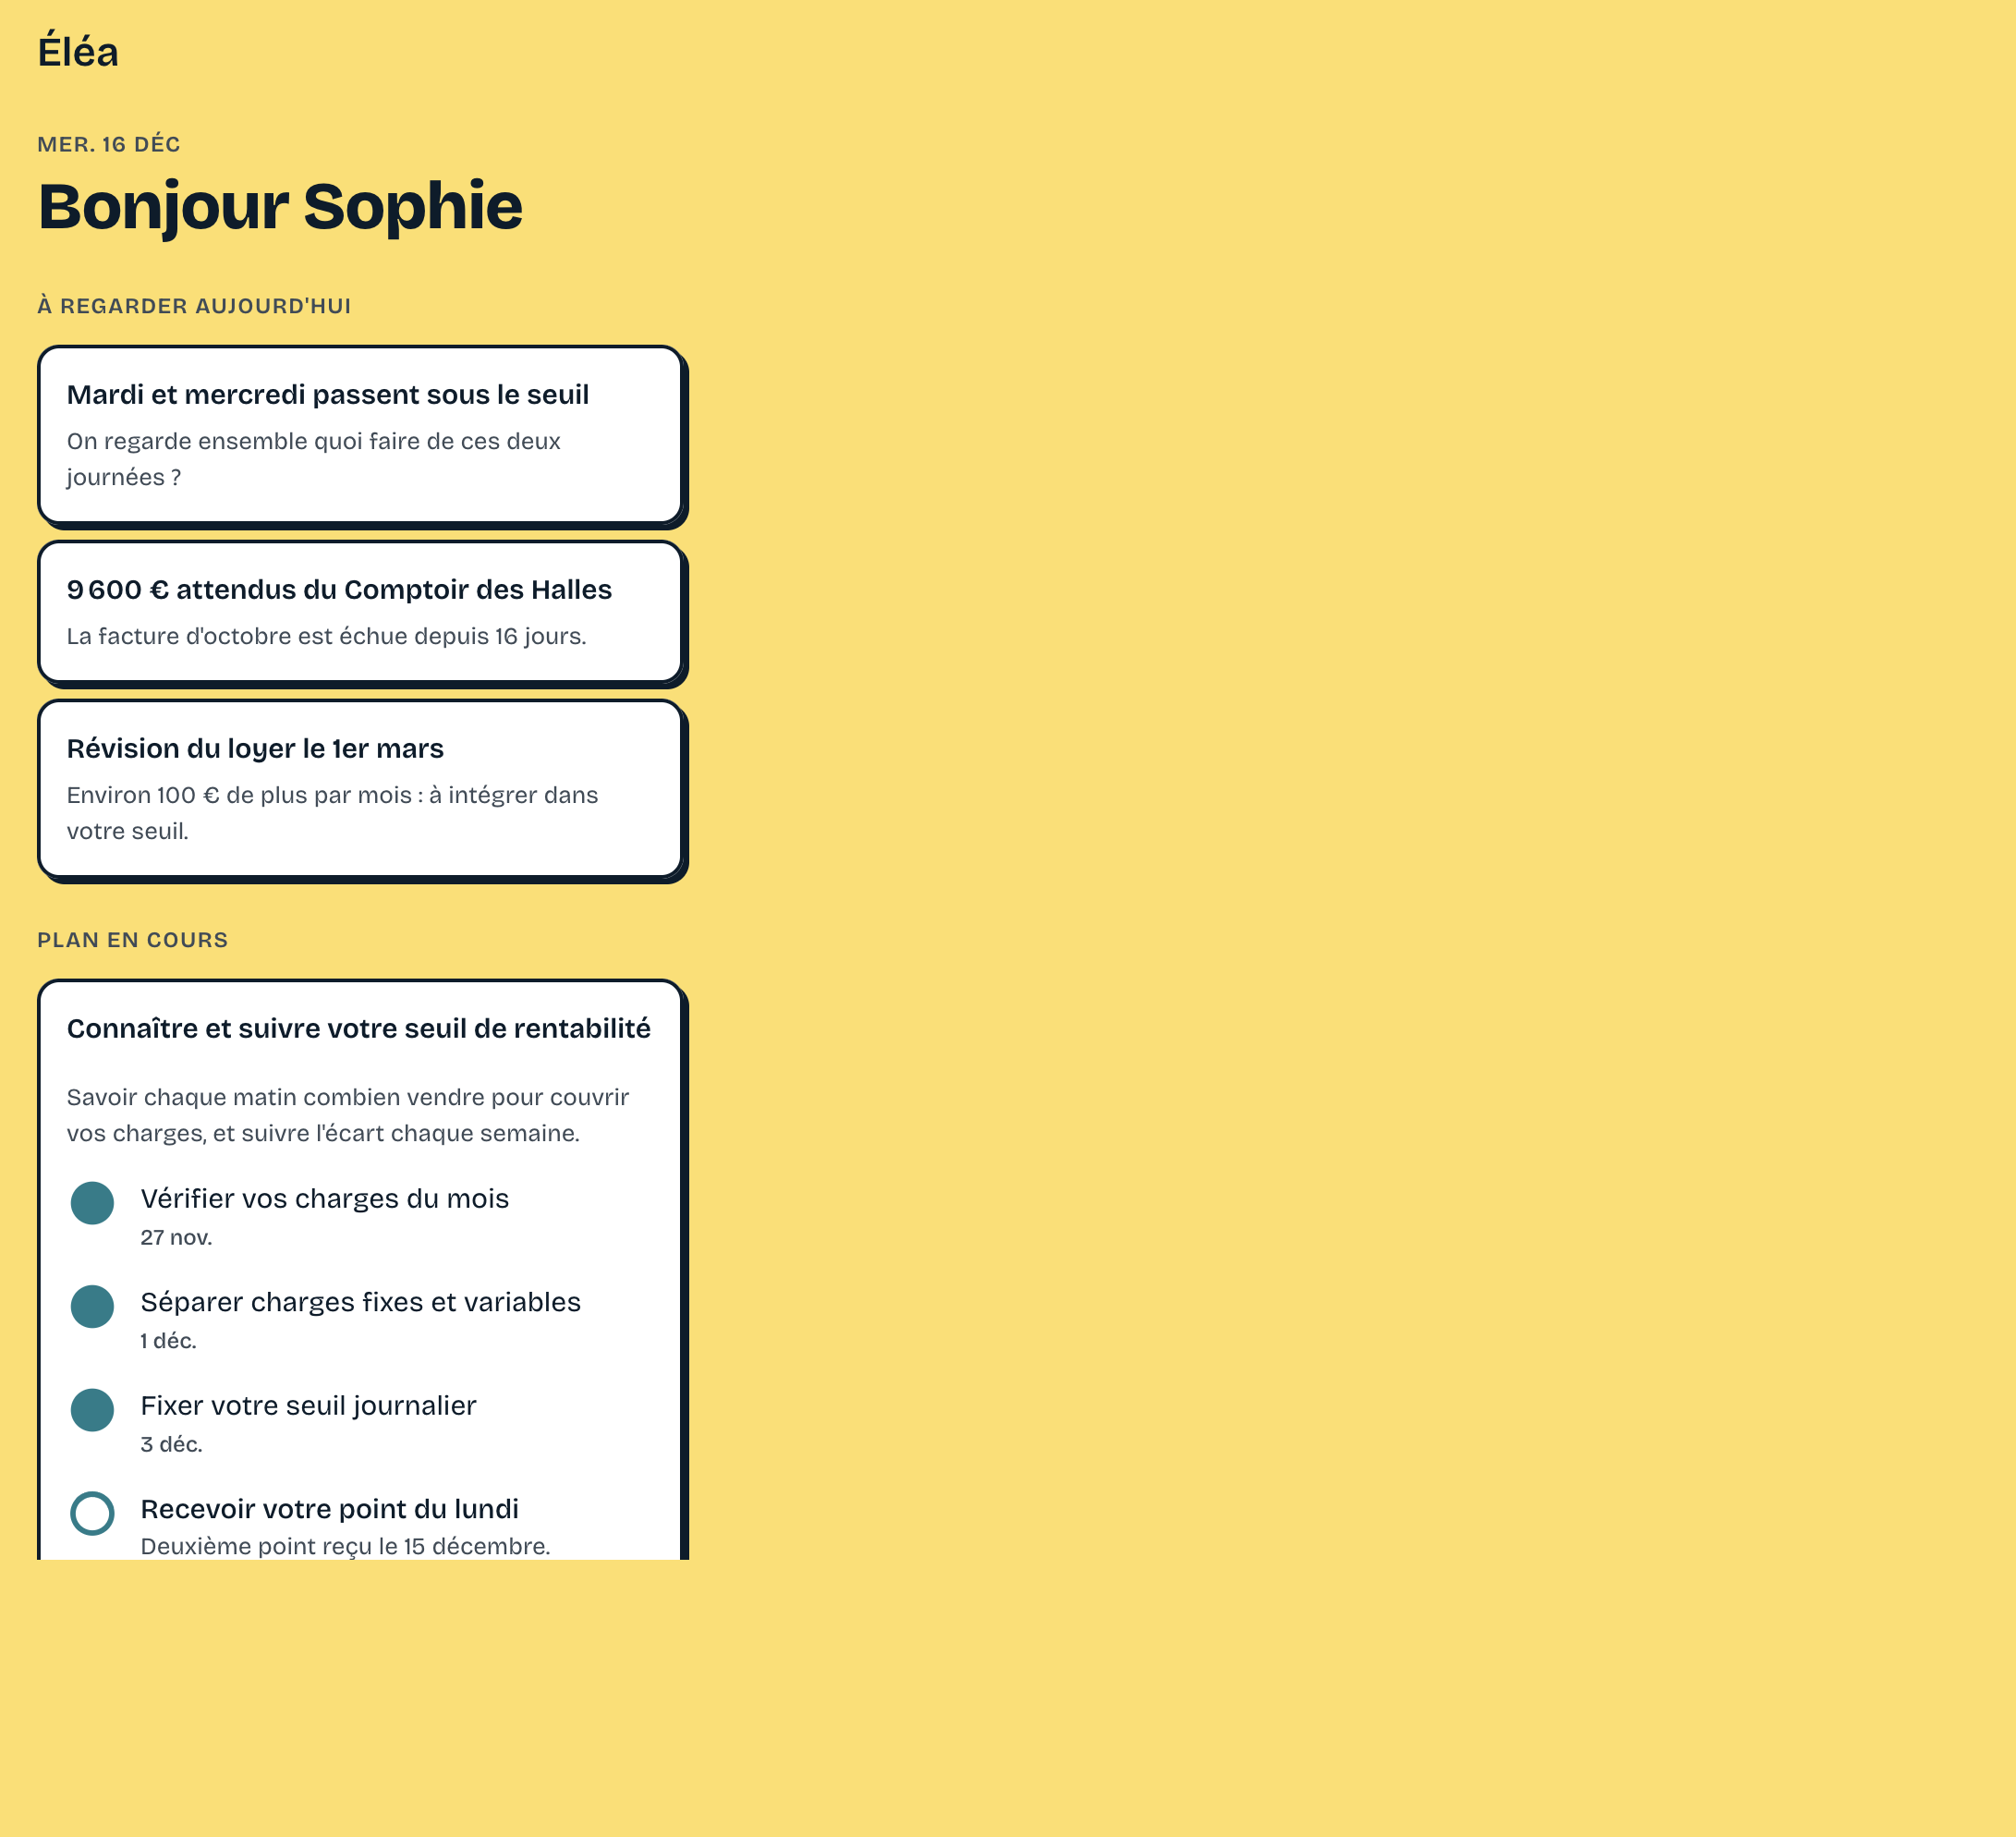 Éléa
MER. 16 DÉC
Bonjour Sophie
À REGARDER AUJOURD'HUI
Mardi et mercredi passent sous le seuil
On regarde ensemble quoi faire de ces deux
journées ?
9 600 € attendus du Comptoir des Halles
La facture d'octobre est échue depuis 16 jours.
Révision du loyer le 1er mars
Environ 100 € de plus par mois : à intégrer dans
votre seuil.
PLAN EN COURS
Connaître et suivre votre seuil de rentabilité
Savoir chaque matin combien vendre pour couvrir
vos charges, et suivre l'écart chaque semaine.
Vérifier vos charges du mois
27 nov.
Séparer charges fixes et variables
1 déc.
Fixer votre seuil journalier
3 déc.
Recevoir votre point du lundi
Deuxième point reçu le 15 décembre.